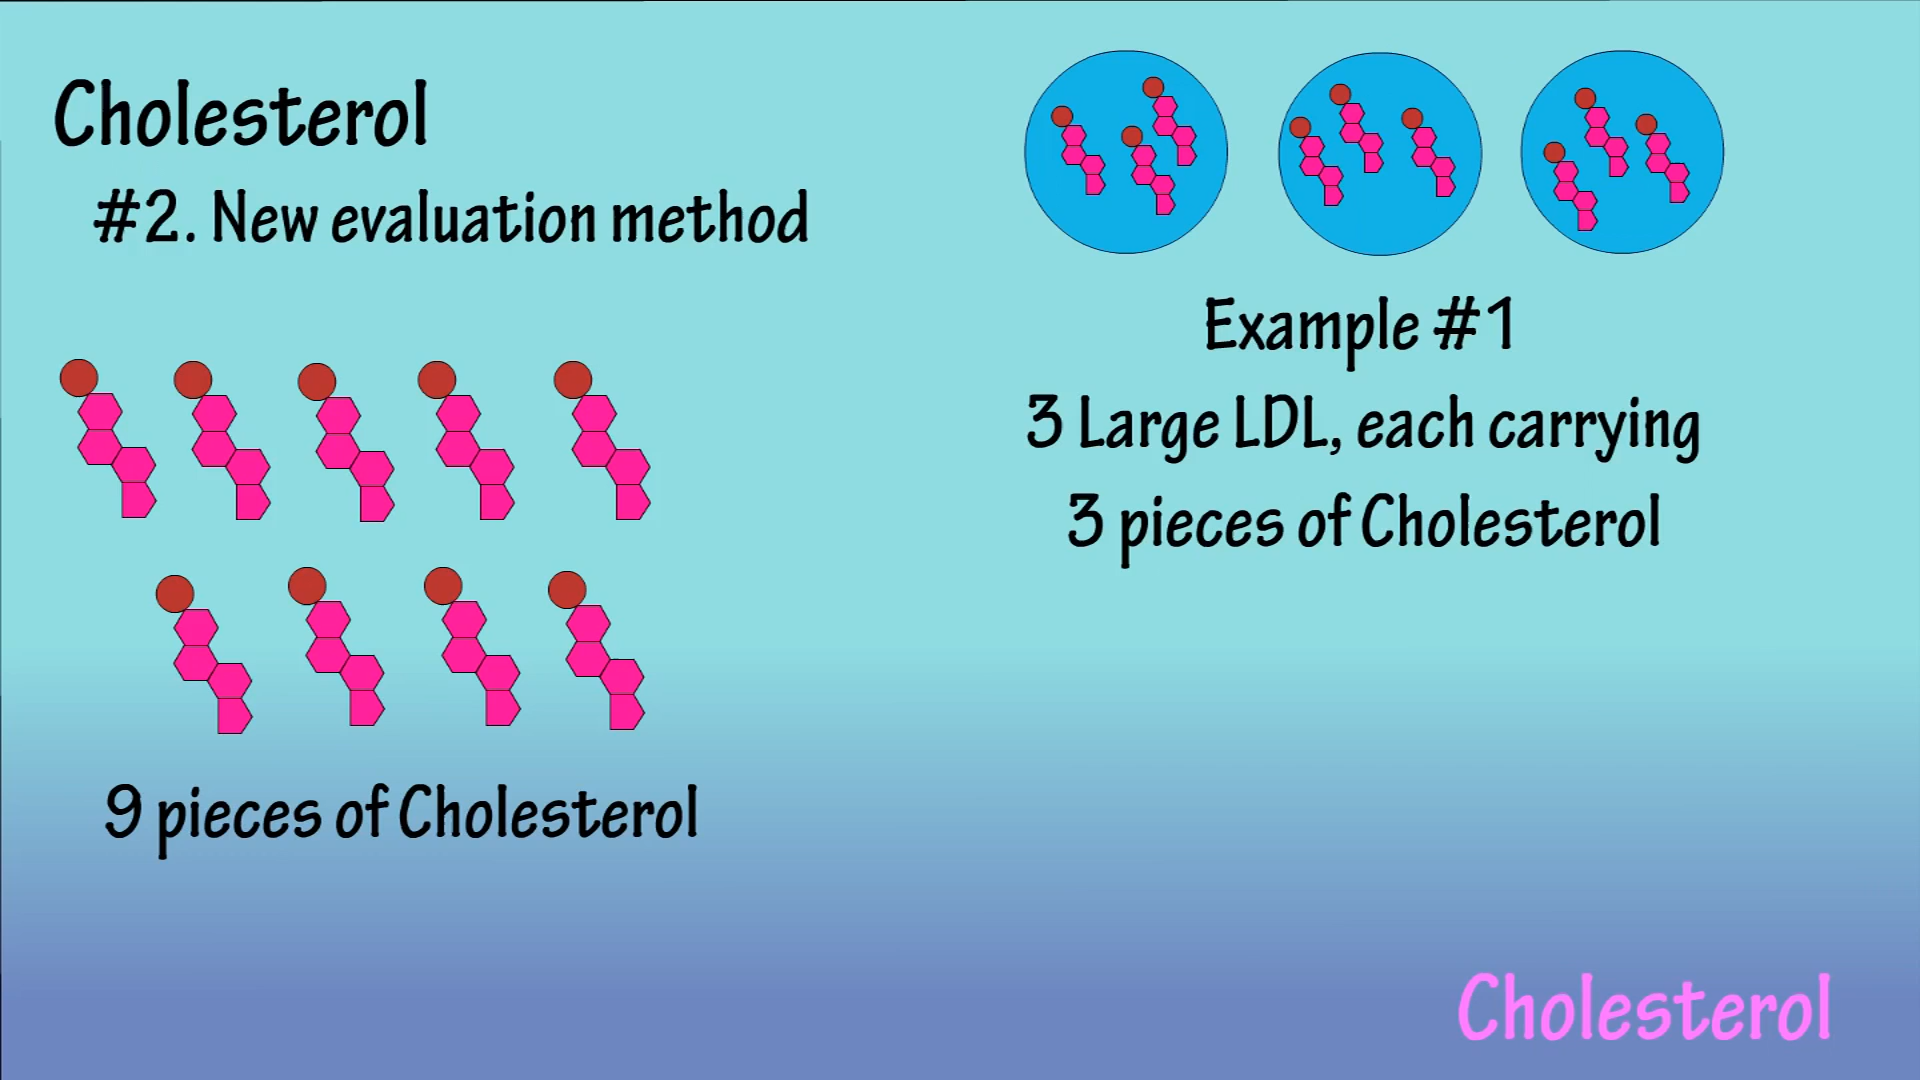 Cholesterol
#2. New evaluation method
9 pieces of Cholesterol
Example #1
3 Large LDL, each carrying
3 pieces of Cholesterol
Cholesterol